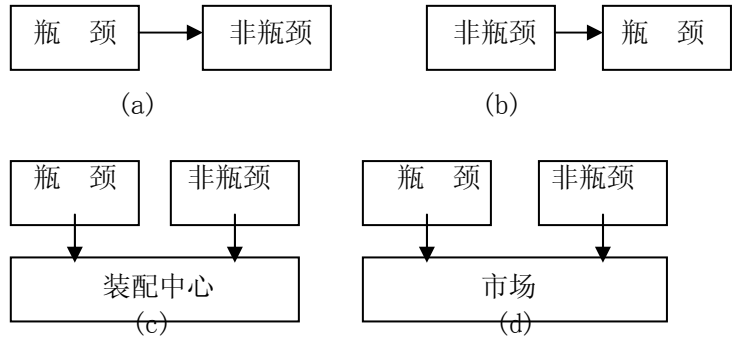 瓶 颈 非瓶颈 非瓶颈 瓶 颈
(a) (b)
瓶 颈 非瓶颈 瓶 颈 非瓶颈
装配中心 市场
(c) (d)